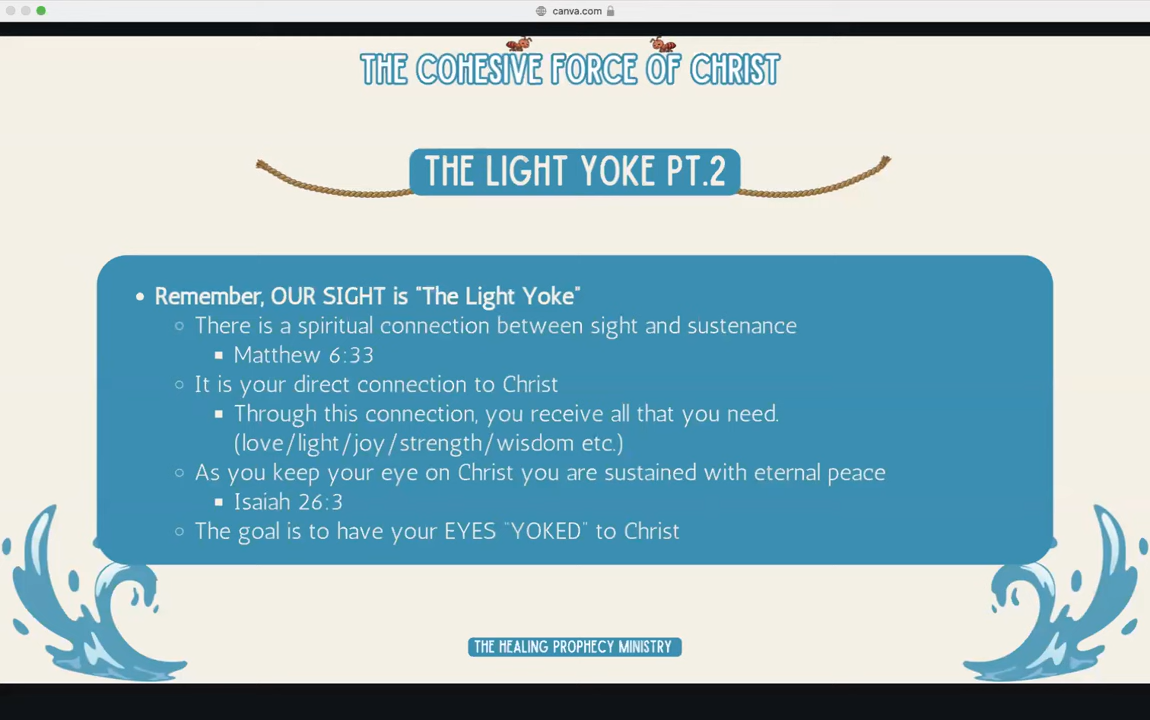 canva.com
THE COHESIVE FORCE OF CHRIST
THE LIGHT YOKE PT.2
• Remember, OUR SIGHT is "The Light Yoke"
○ There is a spiritual connection between sight and sustenance
▪ Matthew 6:33
○ It is your direct connection to Christ
▪ Through this connection, you receive all that you need.
(love/light/joy/strength/wisdom etc.)
○ As you keep your eye on Christ you are sustained with eternal peace
▪ Isaiah 26:3
○ The goal is to have your EYES "YOKED" to Christ
THE HEALING PROPHECY MINISTRY